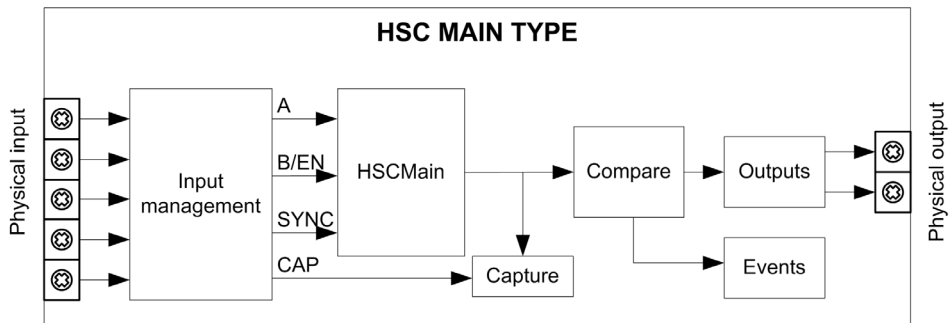 HSC MAIN TYPE
Physical input
Input
management
A
B/EN
SYNC
CAP
HSCMain
Capture
Compare
Outputs
Events
Physical output